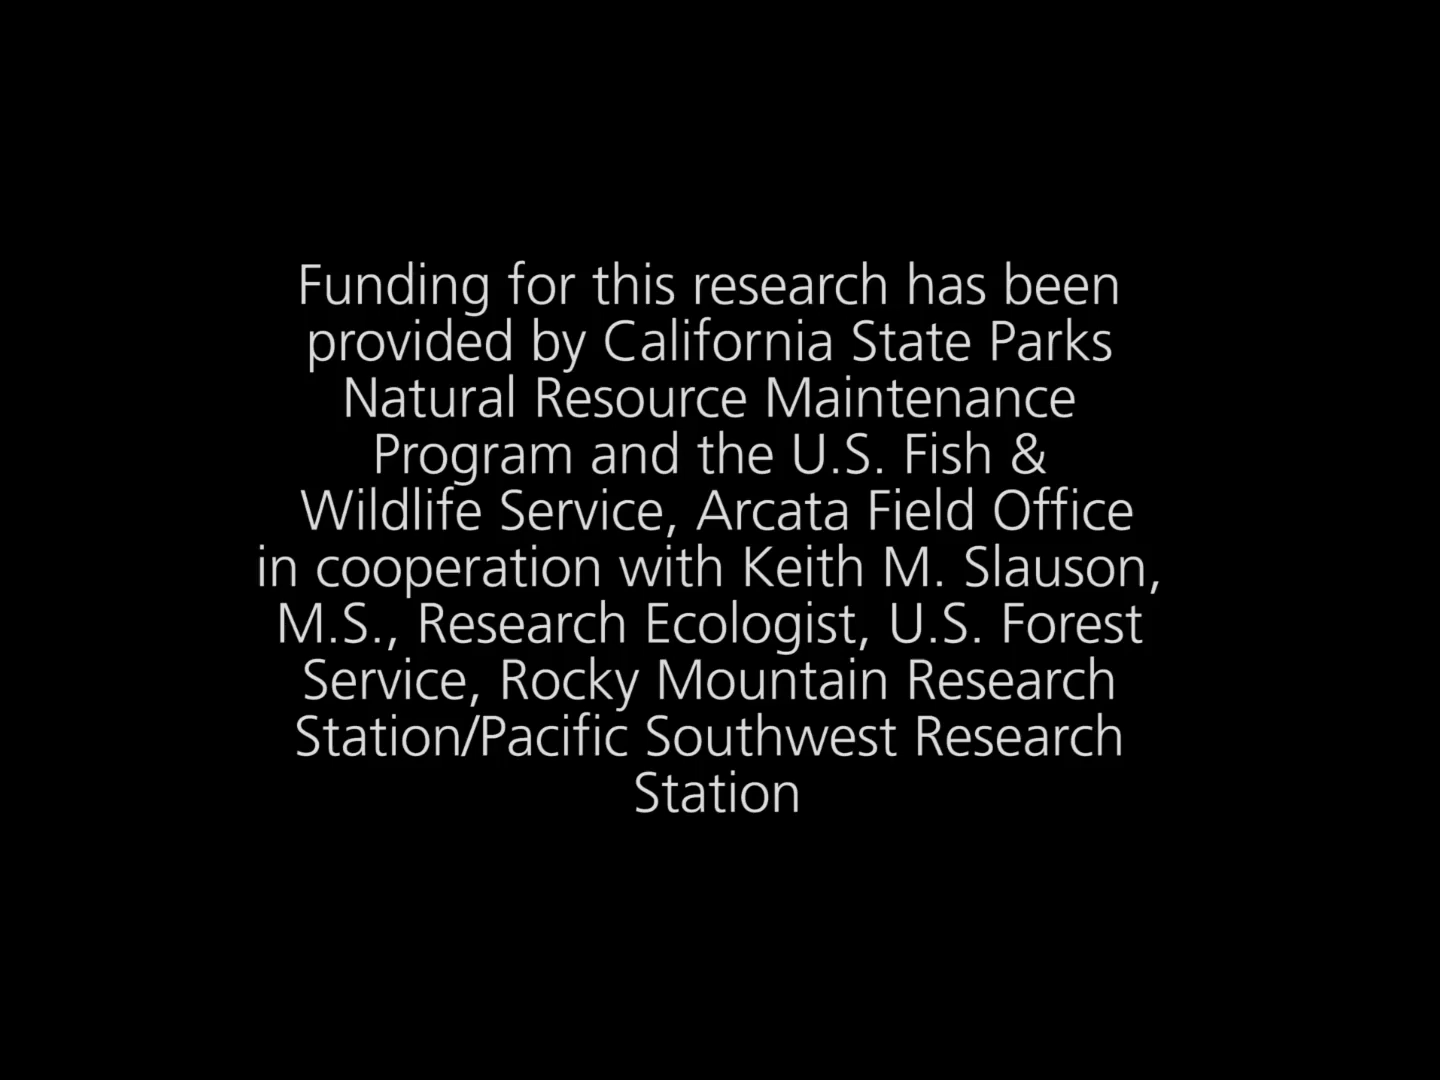 Funding for this research has been
provided by California State Parks
Natural Resource Maintenance
Program and the U.S. Fish &
Wildlife Service, Arcata Field Office
in cooperation with Keith M. Slauson,
M.S., Research Ecologist, U.S. Forest
Service, Rocky Mountain Research
Station/Pacific Southwest Research
Station